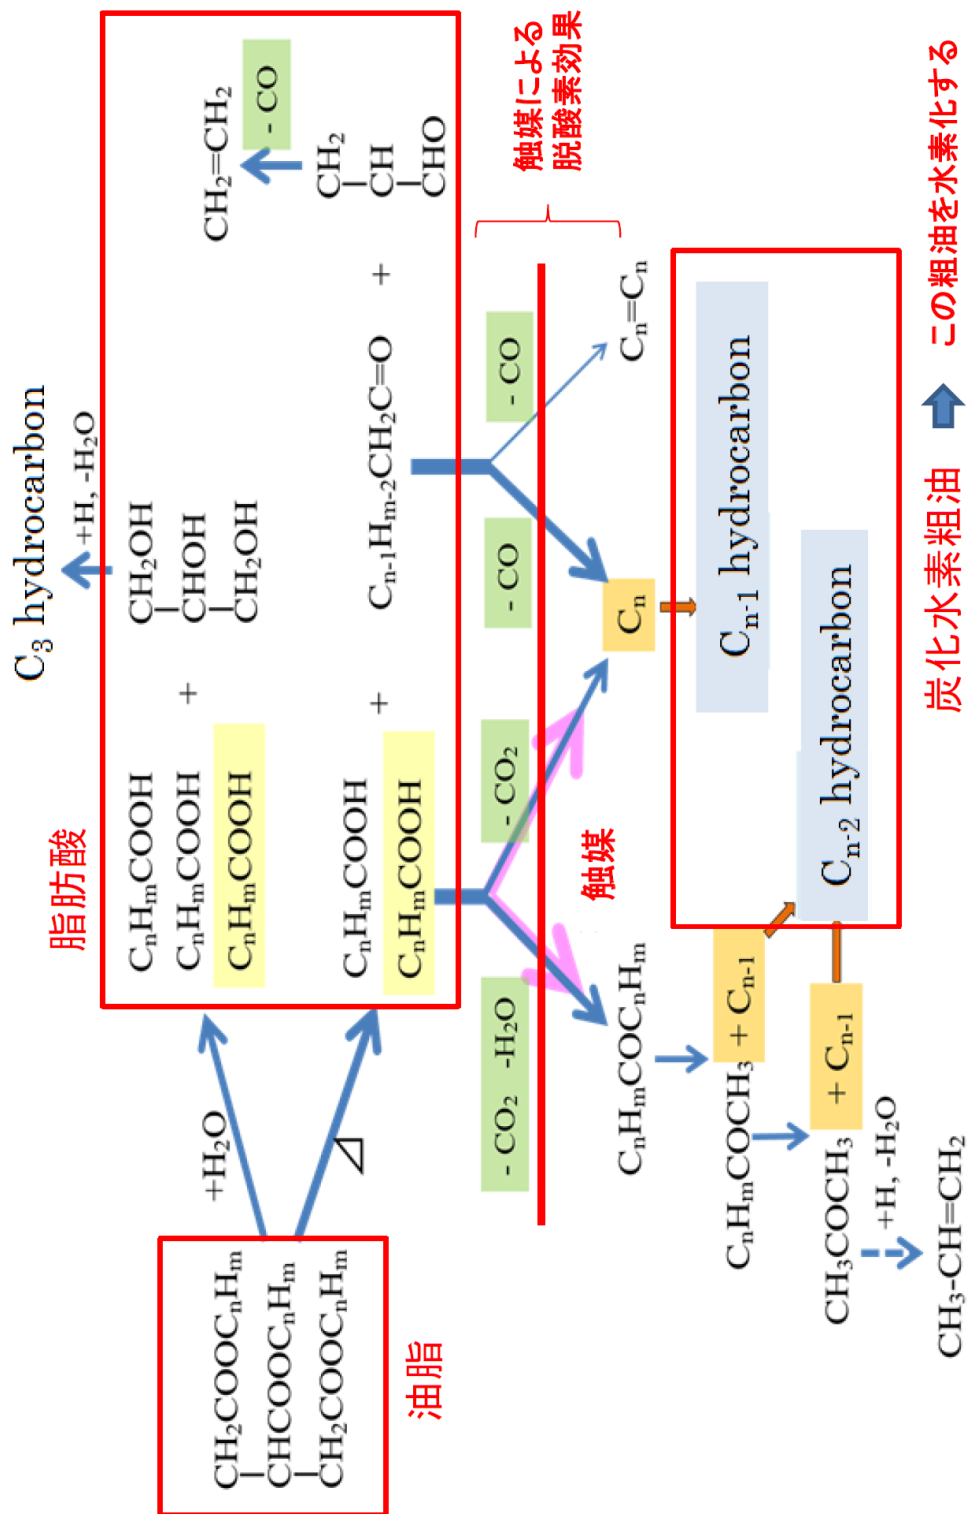 C₃ hydrocarbon
+H, -H₂O
脂肪酸
CₙHₘCOOH
CₙHₘCOOH
CₙHₘCOOH
+
CH₂OH
CHOH
CH₂OH
CH₂=CH₂
- CO
CₙHₘCOOH
CₙHₘCOOH
+
Cₙ₋₁Hₘ₋₂CH₂C=O
+
CH₂
CH
CHO
+H₂O
CH₂COOCₙHₘ
CHCOOCₙHₘ
CH₂COOCₙHₘ
油脂
- CO₂ -H₂O
- CO₂
- CO
- CO
触媒による
脱酸素効果
触媒
CₙHₘCOCₙHₘ
Cₙ
Cₙ=Cₙ
CₙHₘCOCH₃
+ Cₙ₋₁
Cₙ₋₁ hydrocarbon
CH₃COCH₃
+ Cₙ₋₁
Cₙ₋₂ hydrocarbon
+H, -H₂O
CH₃-CH=CH₂
炭化水素粗油
この粗油を水素化する